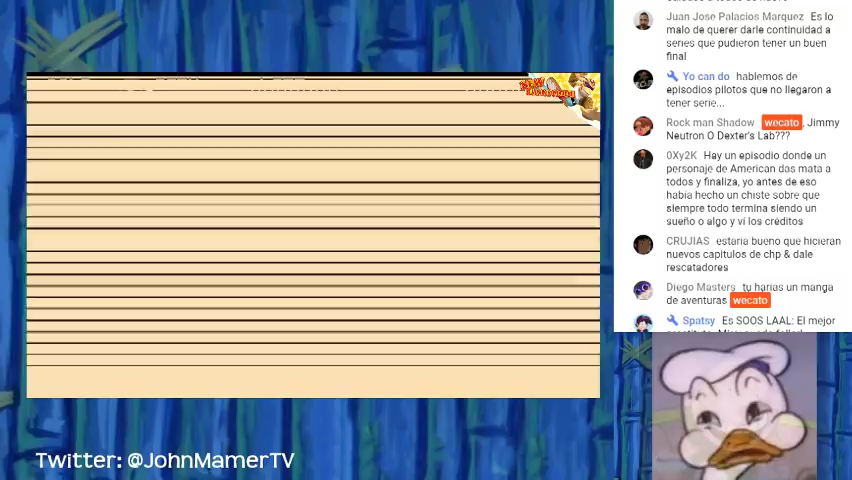 NEW
Juan Jose Palacios Marquez Es lo
malo de querer darle continuidad a
series que pudieron tener un buen
final
Yo can do hablemos de
episodios pilotos que no llegaron a
tener serie...
Rock man Shadow wecato, Jimmy
Neutron O Dexter's Lab???
0Xy2K Hay un episodio donde un
personaje de American das mata a
todos y finaliza, yo antes de eso
había hecho un chiste sobre que
siempre todo termina siendo un
sueño o algo y ví los créditos
CRUJIAS estaria bueno que hicieran
nuevos capitulos de chp & dale
rescatadores
Diego Masters tu harias un manga
de aventuras wecato
Spatsy Es SOOS LAAL: El mejor
Twitter: @JohnMamerTV